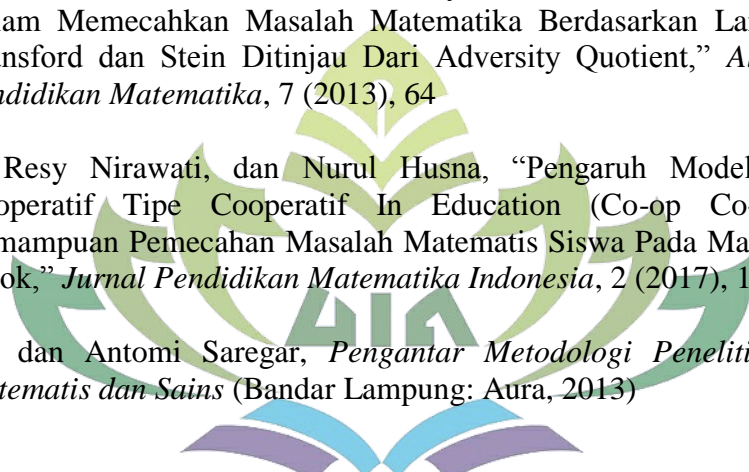 lam Memecahkan Masalah Matematika Berdasarkan La
ansford dan Stein Ditinjau Dari Adversity Quotient,” A
ndidikan Matematika, 7 (2013), 64
Resy Nirawati, dan Nurul Husna, “Pengaruh Model
operatif Tipe Cooperatif In Education (Co-op Co-
mampuan Pemecahan Masalah Matematis Siswa Pada Ma
ok,” Jurnal Pendidikan Matematika Indonesia, 2 (2017), 1
dan Antomi Saregar, Pengantar Metodologi Peneliti
tematis dan Sains (Bandar Lampung: Aura, 2013)